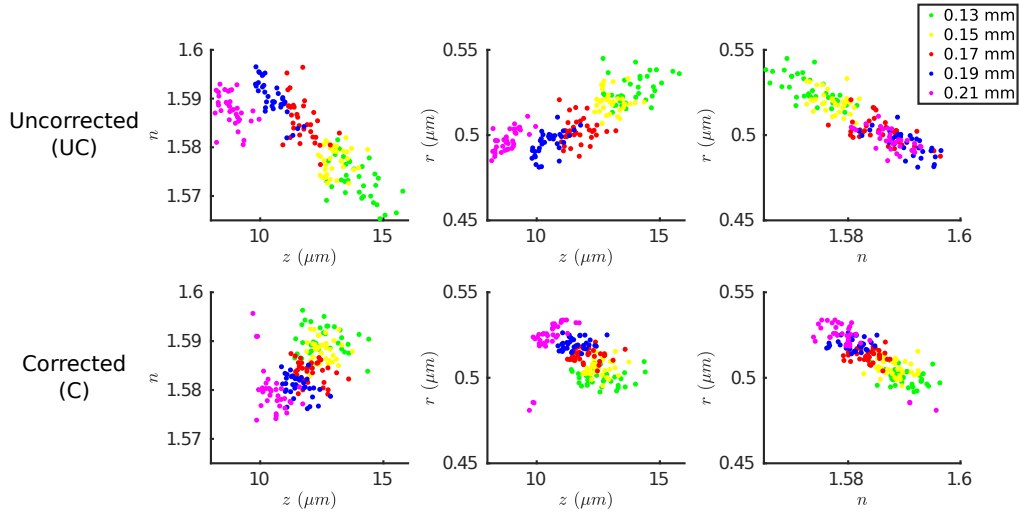 0.13 mm
0.15 mm
0.17 mm
0.19 mm
0.21 mm
Uncorrected
(UC)
1.6
1.59
1.58
1.57
n
10
15
z (μm)
0.55
0.5
0.45
r (μm)
10
15
z (μm)
0.55
0.5
0.45
r (μm)
1.58
1.6
n
Corrected
(C)
1.6
1.59
1.58
1.57
n
10
15
z (μm)
0.55
0.5
0.45
r (μm)
10
15
z (μm)
0.55
0.5
0.45
r (μm)
1.58
1.6
n